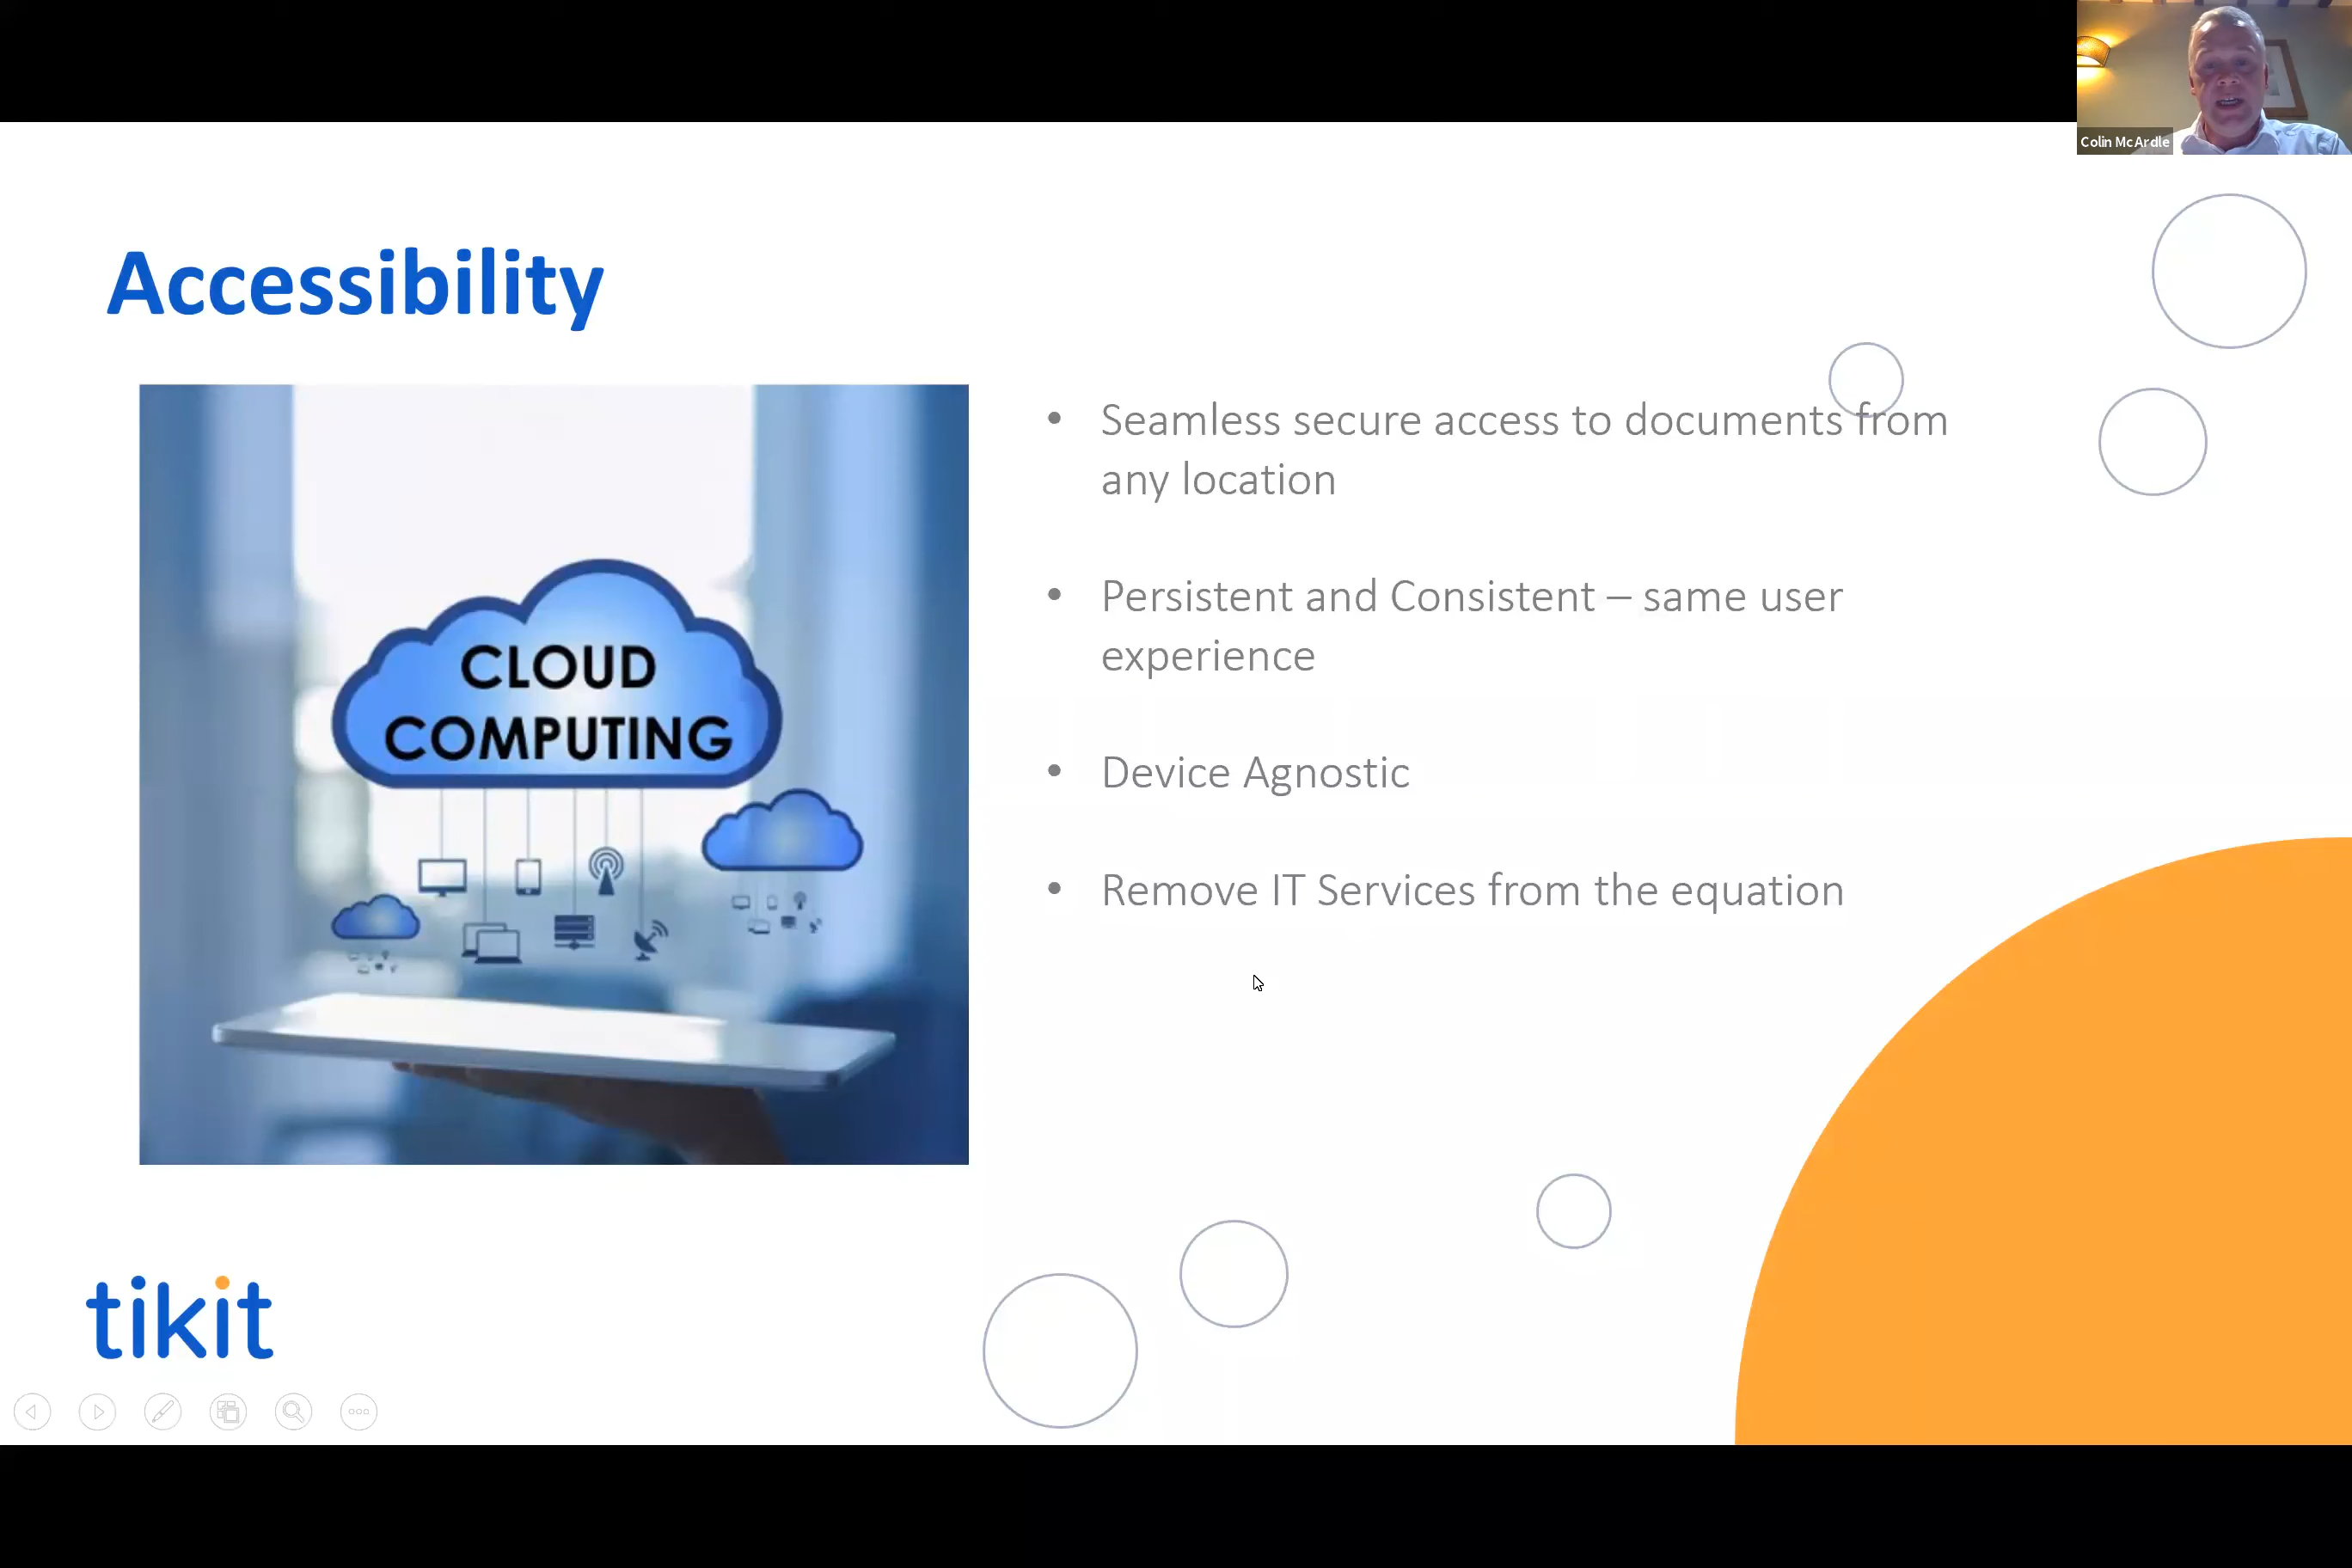 Colin McArdle
Accessibility
CLOUD
COMPUTING
• Seamless secure access to documents from
any location
• Persistent and Consistent – same user
experience
• Device Agnostic
• Remove IT Services from the equation
tikit